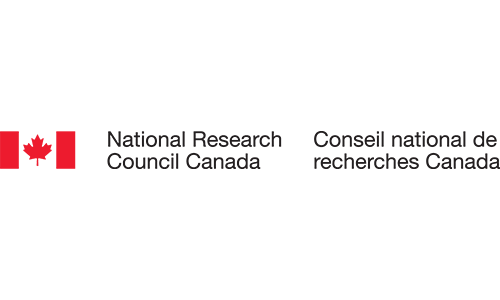 National Research
Council Canada
Conseil national de
recherches Canada